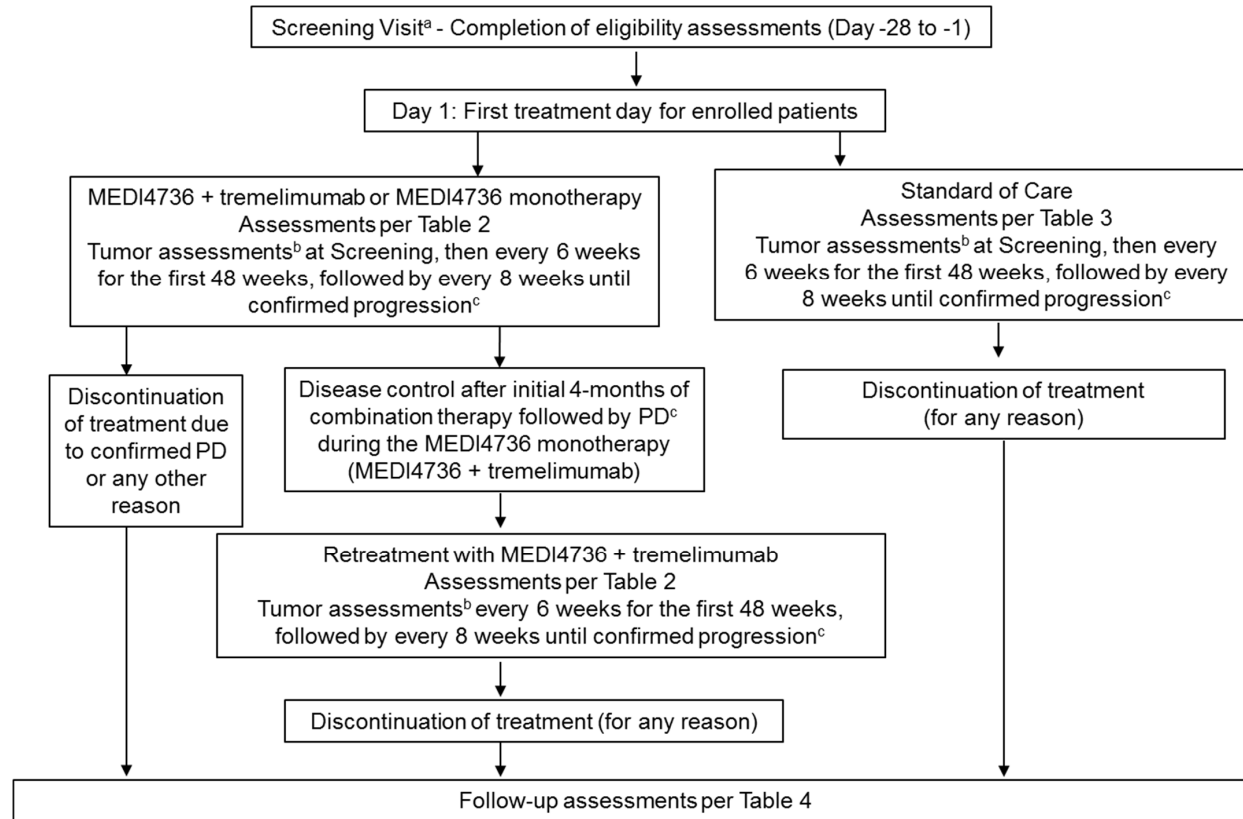 Screening Visitᵃ - Completion of eligibility assessments (Day -28 to -1)
Day 1: First treatment day for enrolled patients
MEDI4736 + tremelimumab or MEDI4736 monotherapy
Assessments per Table 2
Tumor assessmentsᵇ at Screening, then every 6 weeks
for the first 48 weeks, followed by every 8 weeks until
confirmed progressionᶜ
Standard of Care
Assessments per Table 3
Tumor assessmentsᵇ at Screening, then every
6 weeks for the first 48 weeks, followed by every
8 weeks until confirmed progressionᶜ
Discontinuation
of treatment due
to confirmed PD
or any other
reason
Disease control after initial 4-months of
combination therapy followed by PDᶜ
during the MEDI4736 monotherapy
(MEDI4736 + tremelimumab)
Discontinuation of treatment
(for any reason)
Retreatment with MEDI4736 + tremelimumab
Assessments per Table 2
Tumor assessmentsᵇ every 6 weeks for the first 48 weeks,
followed by every 8 weeks until confirmed progressionᶜ
Discontinuation of treatment (for any reason)
Follow-up assessments per Table 4